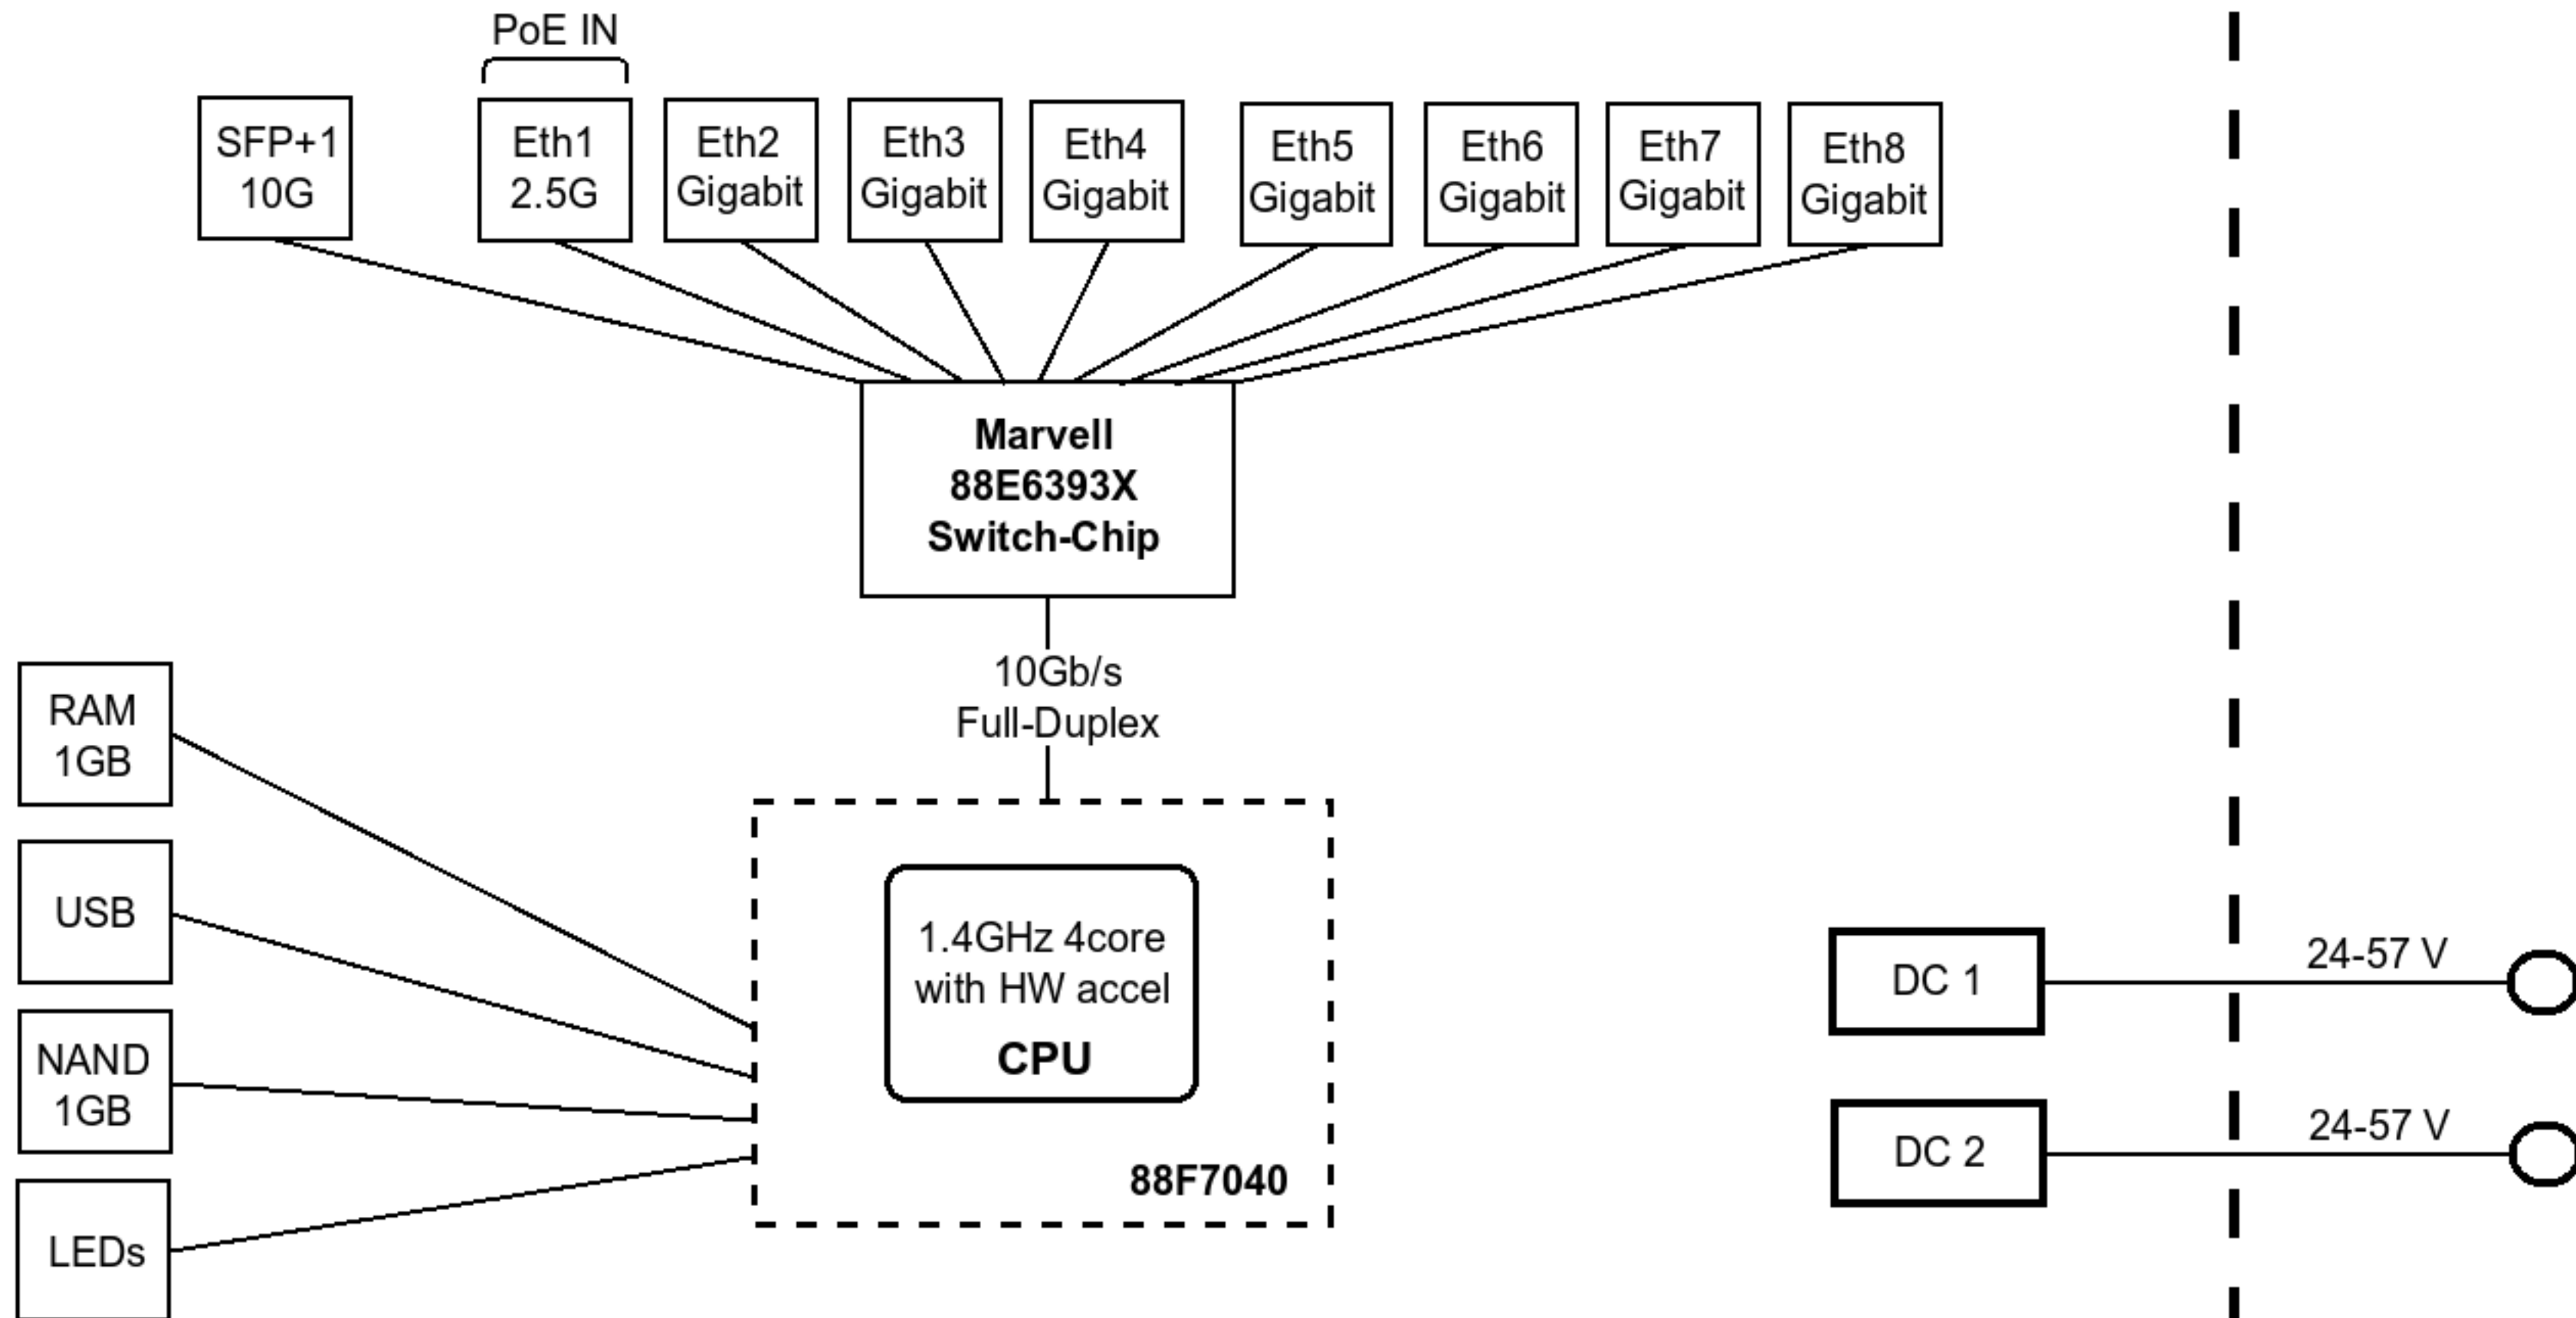 PoE IN
SFP+1
10G
Eth1
2.5G
Eth2
Gigabit
Eth3
Gigabit
Eth4
Gigabit
Eth5
Gigabit
Eth6
Gigabit
Eth7
Gigabit
Eth8
Gigabit
Marvell
88E6393X
Switch-Chip
10Gb/s
Full-Duplex
RAM
1GB
USB
NAND
1GB
LEDs
1.4GHz 4core
with HW accel
CPU
88F7040
DC 1
24-57 V
DC 2
24-57 V